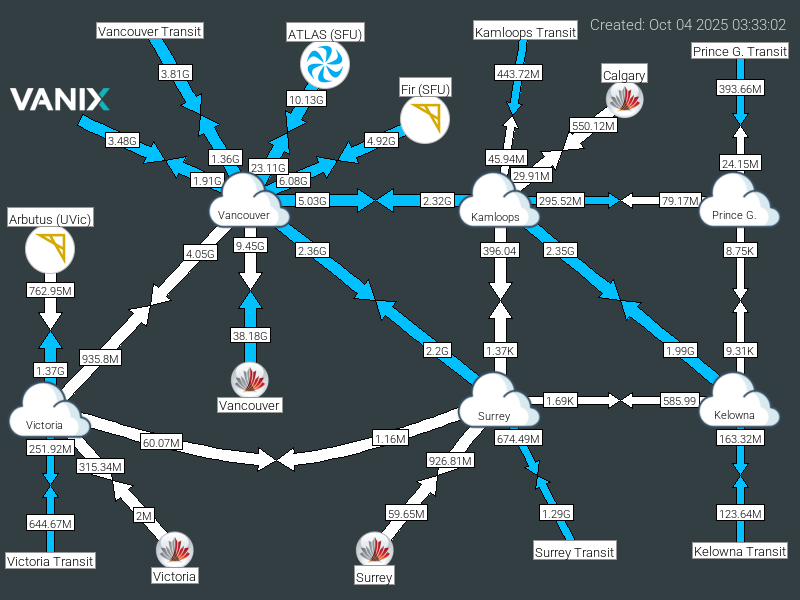 Created: Oct 04 2025 03:33:02
Vancouver Transit
ATLAS (SFU)
Kamloops Transit
Prince G. Transit
3.81G
443.72M
Calgary
393.66M
VANIX
10.13G
Fir (SFU)
3.48G
4.92G
550.12M
1.36G
23.11G
45.94M
24.15M
1.91G
6.08G
29.91M
Vancouver
5.03G
2.32G
Kamloops
295.52M
79.17M
Prince G.
Arbutus (UVic)
4.05G
9.45G
2.36G
396.04
2.35G
8.75K
762.95M
38.18G
935.8M
2.2G
1.37K
1.99G
9.31K
1.37G
Vancouver
Victoria
Surrey
1.69K
585.99
Kelowna
60.07M
1.16M
674.49M
163.32M
251.92M
315.34M
926.81M
644.67M
2M
59.65M
1.29G
123.64M
Victoria Transit
Victoria
Surrey
Surrey Transit
Kelowna Transit